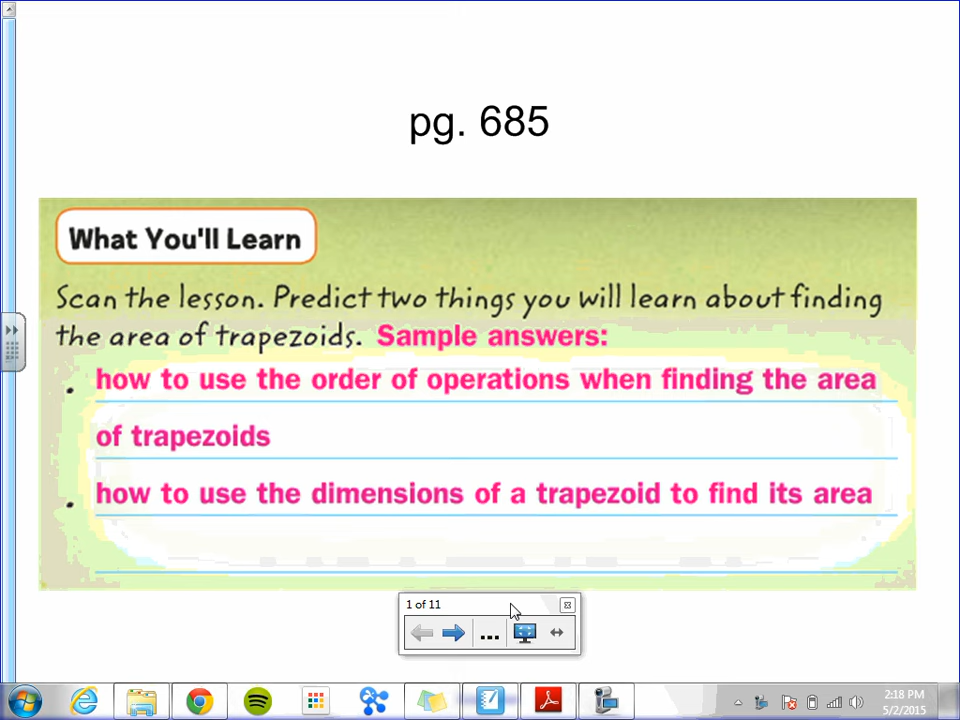 pg. 685
What You'll Learn
Scan the lesson. Predict two things you will learn about finding
the area of trapezoids. Sample answers:
• how to use the order of operations when finding the area
of trapezoids
• how to use the dimensions of a trapezoid to find its area
1 of 11
...
2:18 PM
5/2/2015